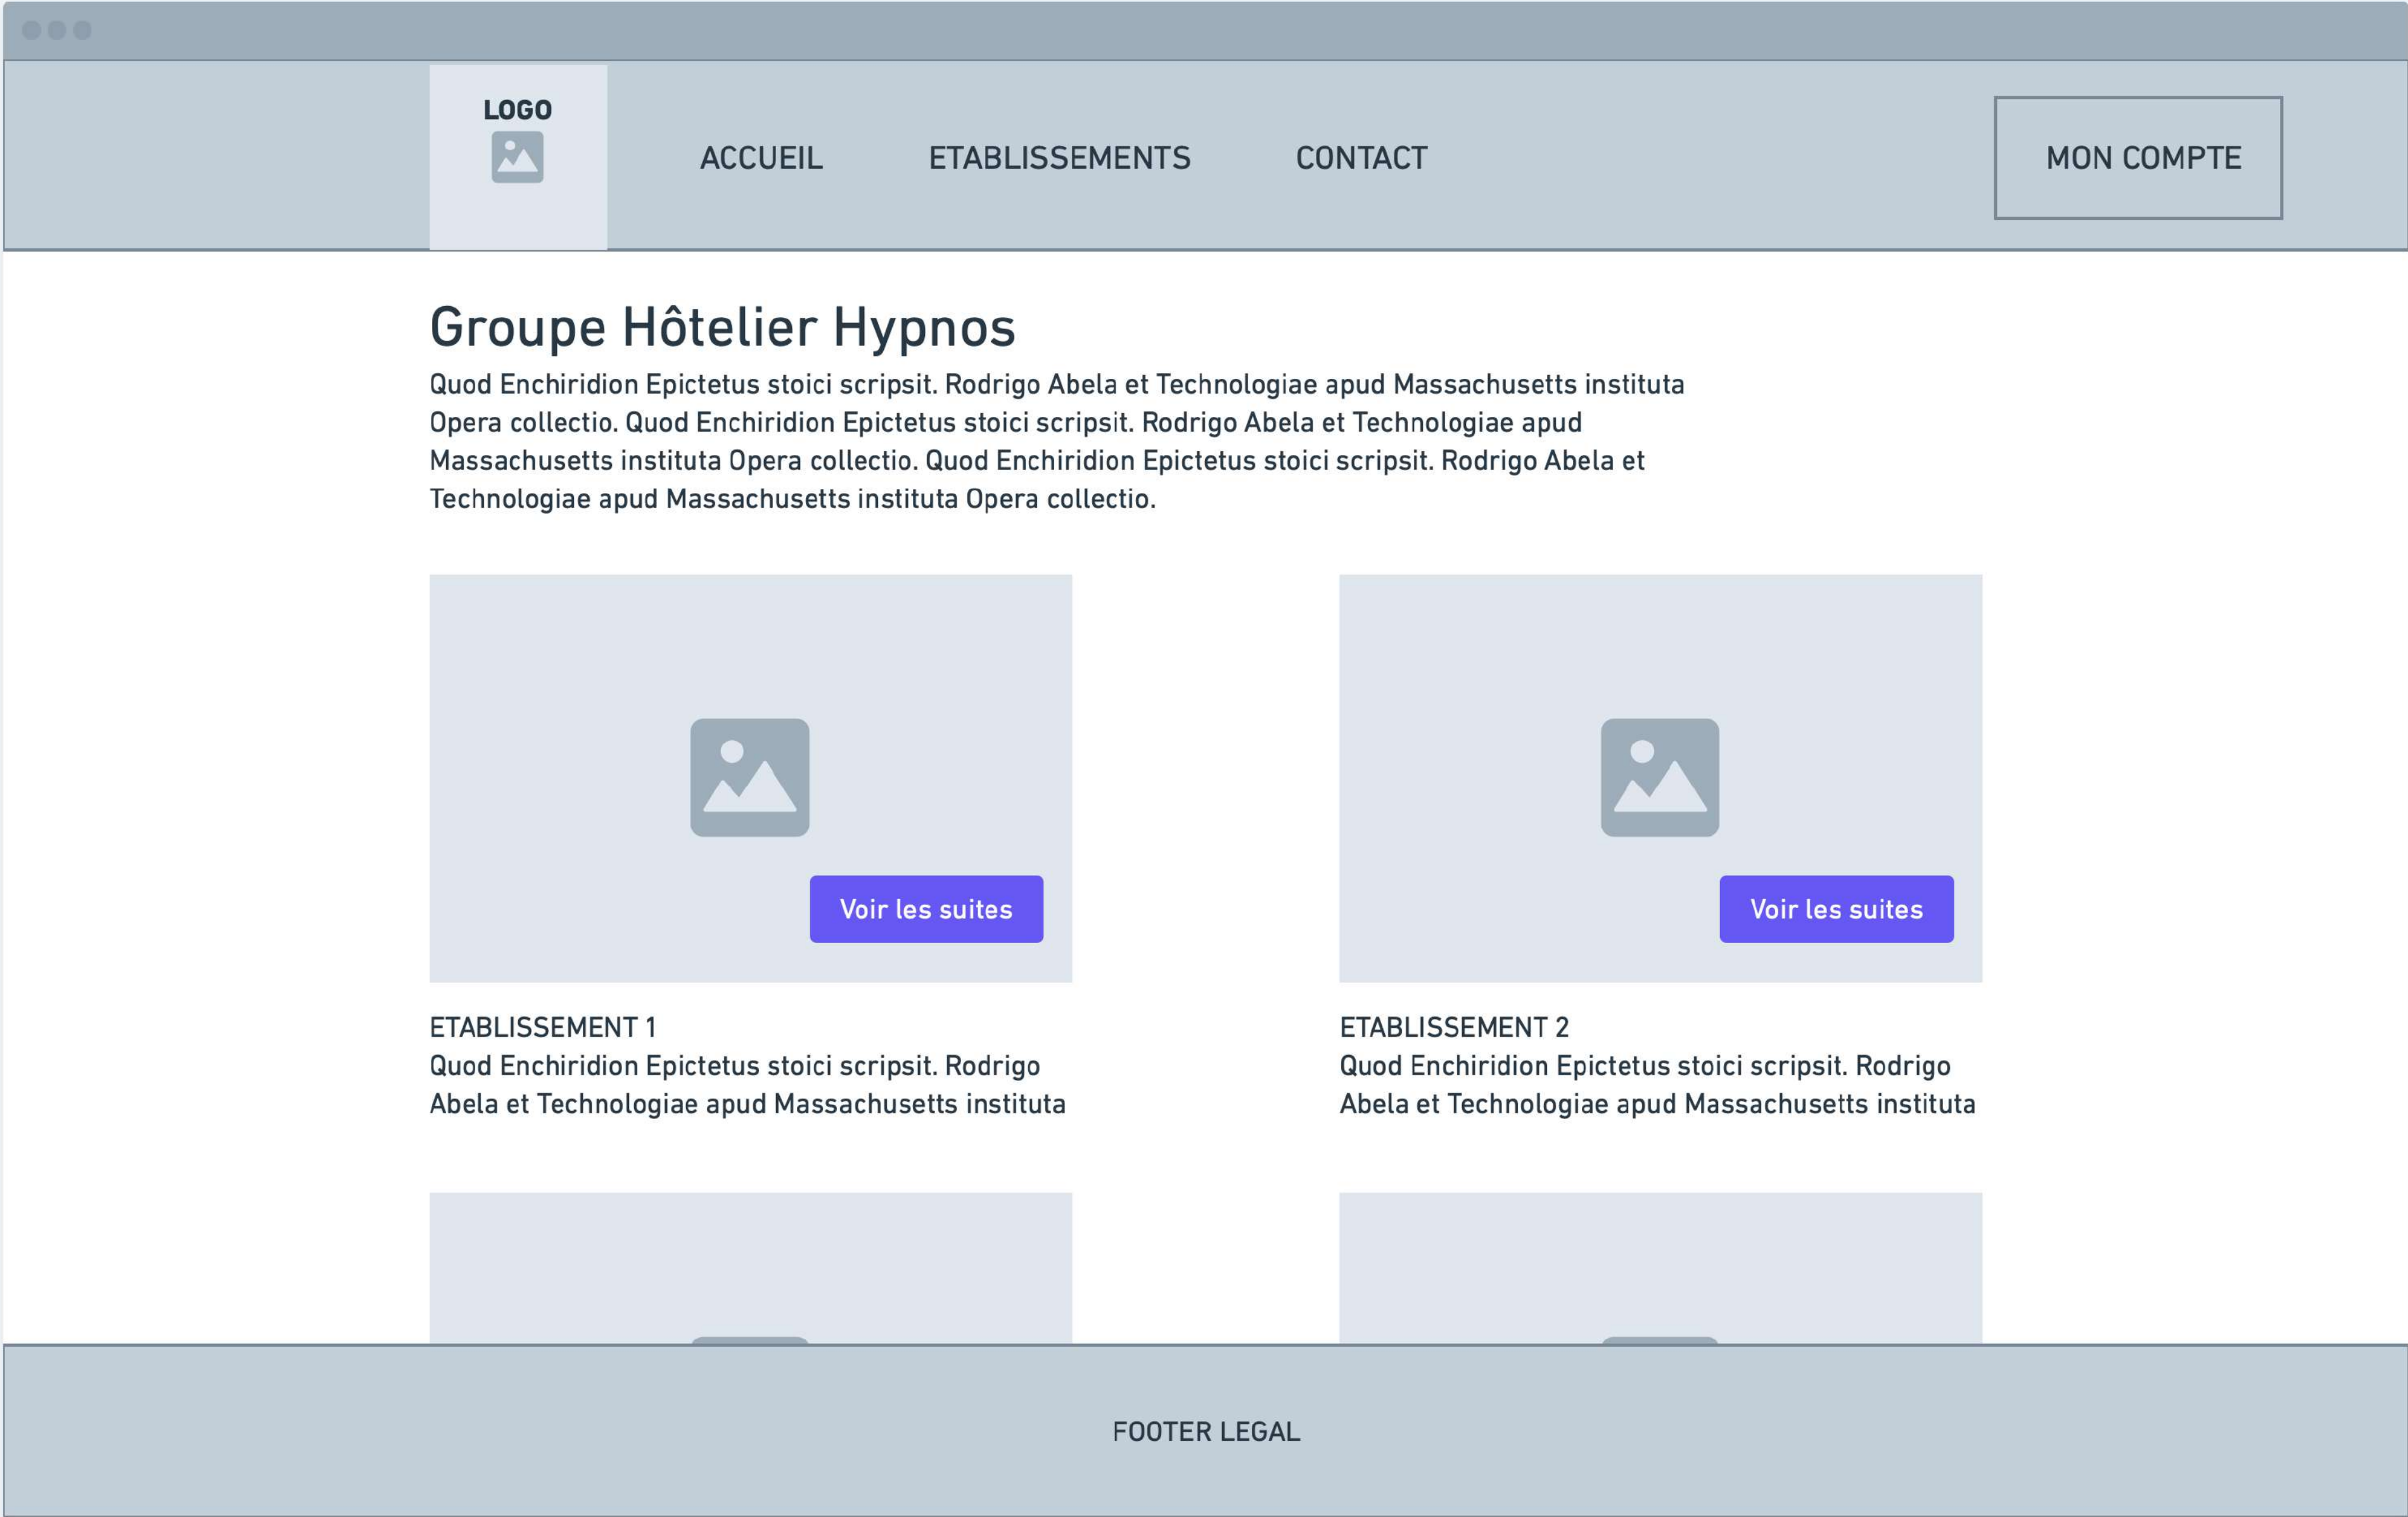 LOGO
ACCUEIL
ETABLISSEMENTS
CONTACT
MON COMPTE
Groupe Hôtelier Hypnos
Quod Enchiridion Epictetus stoici scripsit. Rodrigo Abela et Technologiae apud Massachusetts instituta
Opera collectio. Quod Enchiridion Epictetus stoici scripsit. Rodrigo Abela et Technologiae apud
Massachusetts instituta Opera collectio. Quod Enchiridion Epictetus stoici scripsit. Rodrigo Abela et
Technologiae apud Massachusetts instituta Opera collectio.
Voir les suites
ETABLISSEMENT 1
Quod Enchiridion Epictetus stoici scripsit. Rodrigo
Abela et Technologiae apud Massachusetts instituta
Voir les suites
ETABLISSEMENT 2
Quod Enchiridion Epictetus stoici scripsit. Rodrigo
Abela et Technologiae apud Massachusetts instituta
FOOTER LEGAL